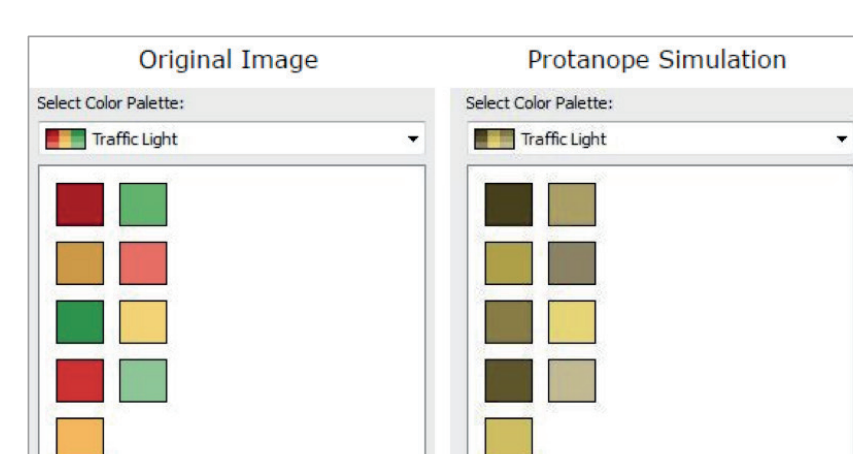 Original Image
Protanope Simulation
Select Color Palette:
Select Color Palette:
Traffic Light
Traffic Light